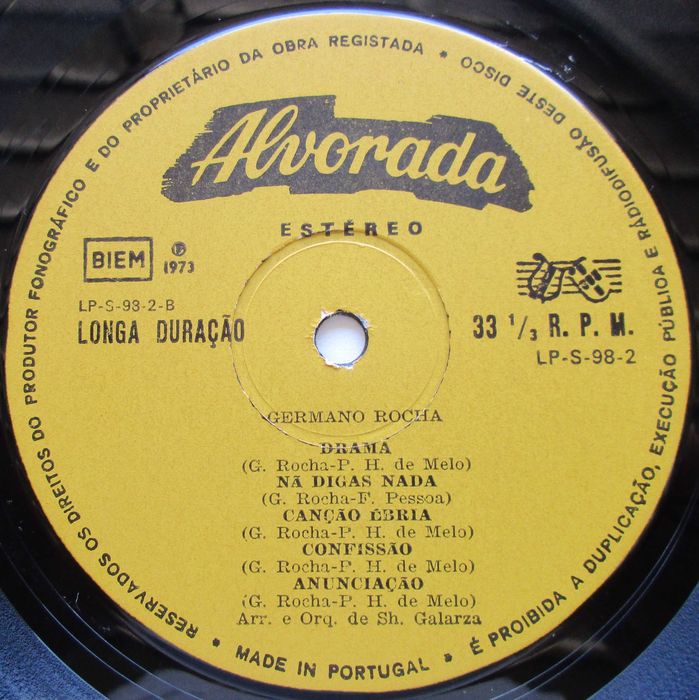 RESERVADOS OS DIREITOS DO PRODUTOR FONOGRÁFICO E DO PROPRIETÁRIO DA OBRA REGISTADA * É PROIBIDA A DUPLICAÇÃO, EXECUÇÃO PÚBLICA E RADIODIFUSÃO DESTE DISCO
Alvorada
ESTÉREO
BIEM
℗ 1973
LP-S-98-2-B
LONGA DURAÇÃO
33 1/3 R. P. M.
LP-S-98-2
GERMANO ROCHA
DRAMA
(G. Rocha-P. H. de Melo)
NÃ DIGAS NADA
(G. Rocha-F. Pessoa)
CANÇÃO ÉBRIA
(G. Rocha-P. H. de Melo)
CONFISSÃO
(G. Rocha-P. H. de Melo)
ANUNCIAÇÃO
(G. Rocha-P. H. de Melo)
Arr. e Orq. de Sh. Galarza
* MADE IN PORTUGAL *